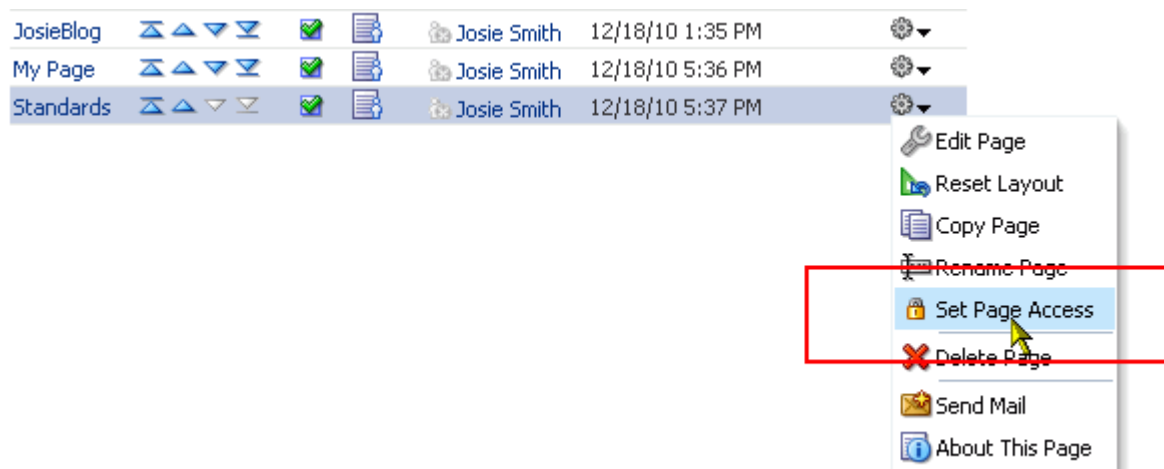 JosieBlog Josie Smith 12/18/10 1:35 PM
My Page Josie Smith 12/18/10 5:36 PM
Standards Josie Smith 12/18/10 5:37 PM
Edit Page
Reset Layout
Copy Page
Rename Page
Set Page Access
Delete Page
Send Mail
About This Page